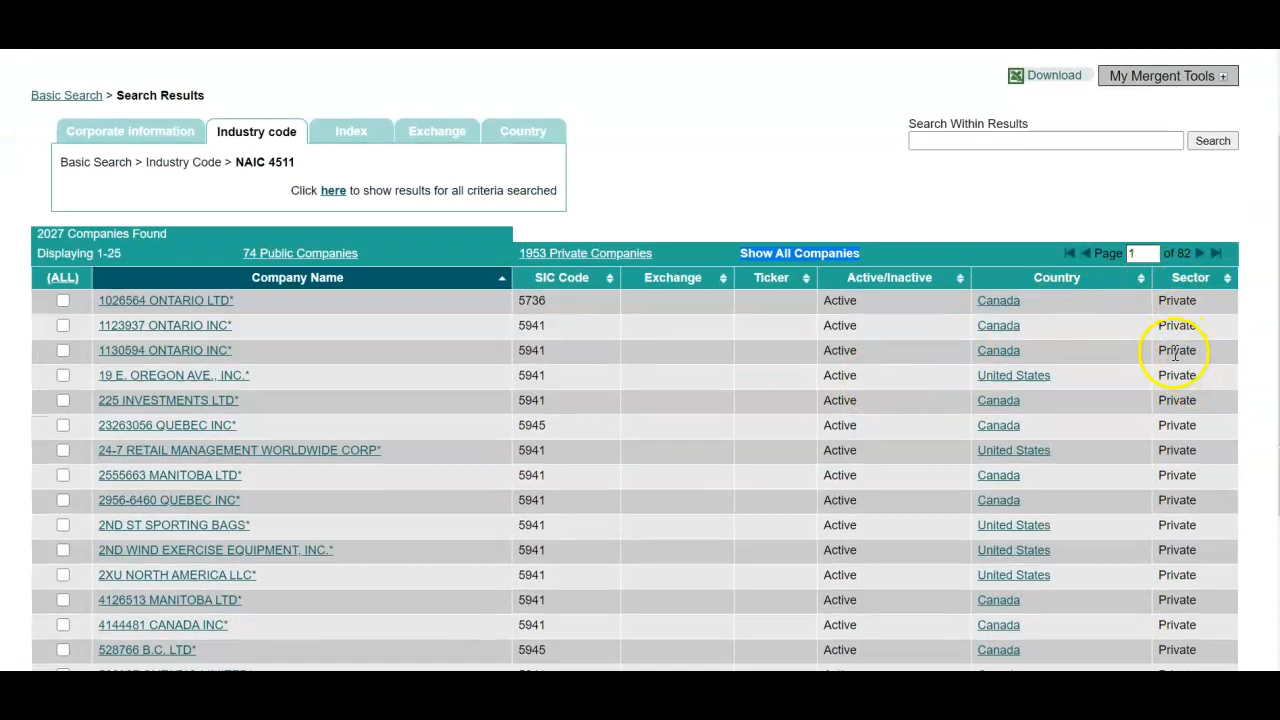 Download My Mergent Tools +
Basic Search > Search Results
Corporate information Industry code Index Exchange Country
Search Within Results
Search
Basic Search > Industry Code > NAIC 4511
Click here to show results for all criteria searched
2027 Companies Found
Displaying 1-25 74 Public Companies 1953 Private Companies Show All Companies Page 1 of 82
(ALL) Company Name SIC Code Exchange Ticker Active/Inactive Country Sector
1026564 ONTARIO LTD* 5736 Active Canada Private
1123937 ONTARIO INC* 5941 Active Canada Private
1130594 ONTARIO INC* 5941 Active Canada Private
19 E. OREGON AVE., INC.* 5941 Active United States Private
225 INVESTMENTS LTD* 5941 Active Canada Private
23263056 QUEBEC INC* 5945 Active Canada Private
24-7 RETAIL MANAGEMENT WORLDWIDE CORP* 5941 Active United States Private
2555663 MANITOBA LTD* 5941 Active Canada Private
2956-6460 QUEBEC INC* 5941 Active Canada Private
2ND ST SPORTING BAGS* 5941 Active United States Private
2ND WIND EXERCISE EQUIPMENT, INC.* 5941 Active United States Private
2XU NORTH AMERICA LLC* 5941 Active United States Private
4126513 MANITOBA LTD* 5941 Active Canada Private
4144481 CANADA INC* 5941 Active Canada Private
528766 B.C. LTD* 5945 Active Canada Private